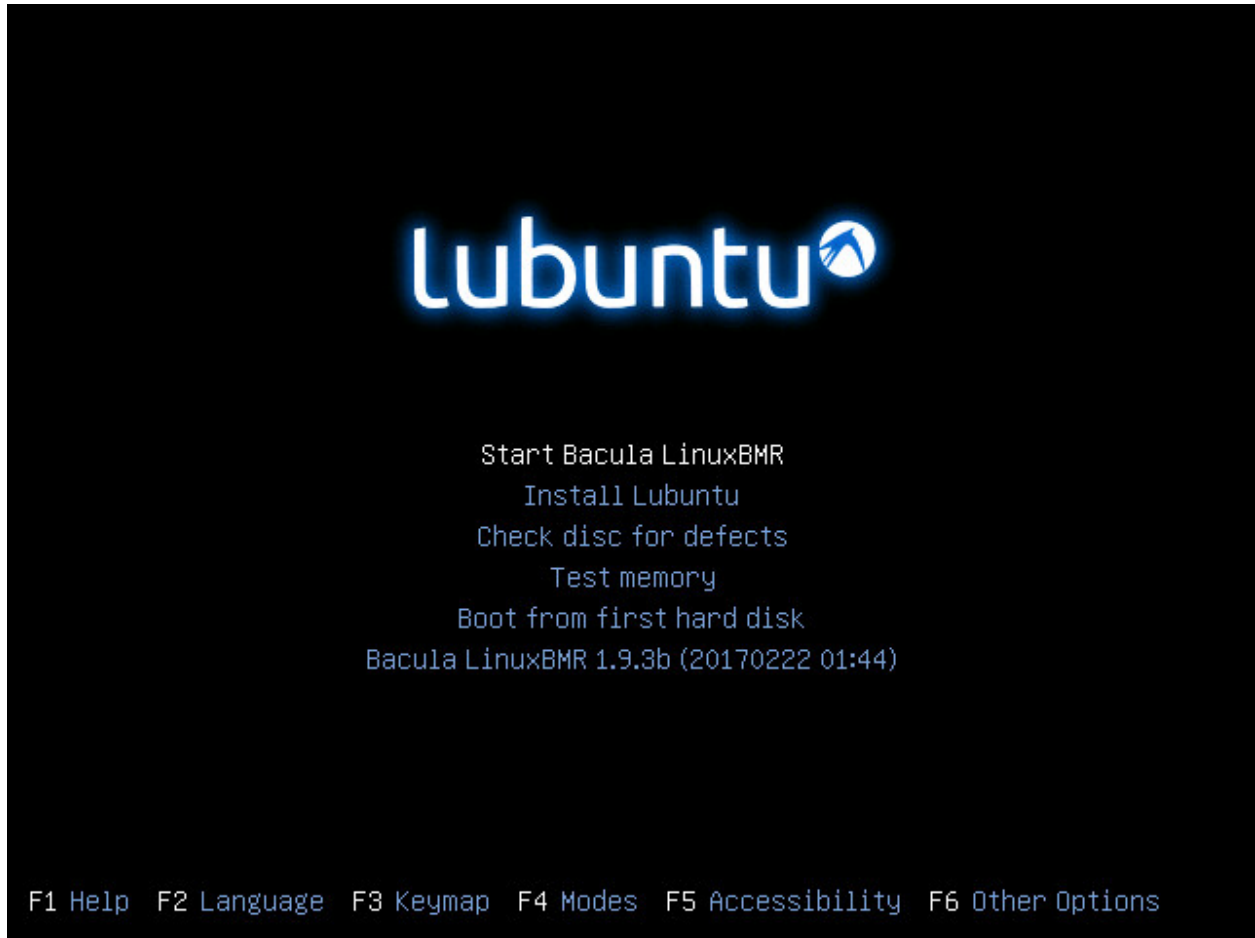 lubuntu
Start Bacula LinuxBMR
Install Lubuntu
Check disc for defects
Test memory
Boot from first hard disk
Bacula LinuxBMR 1.9.3b (20170222 01:44)
F1 Help F2 Language F3 Keymap F4 Modes F5 Accessibility F6 Other Options